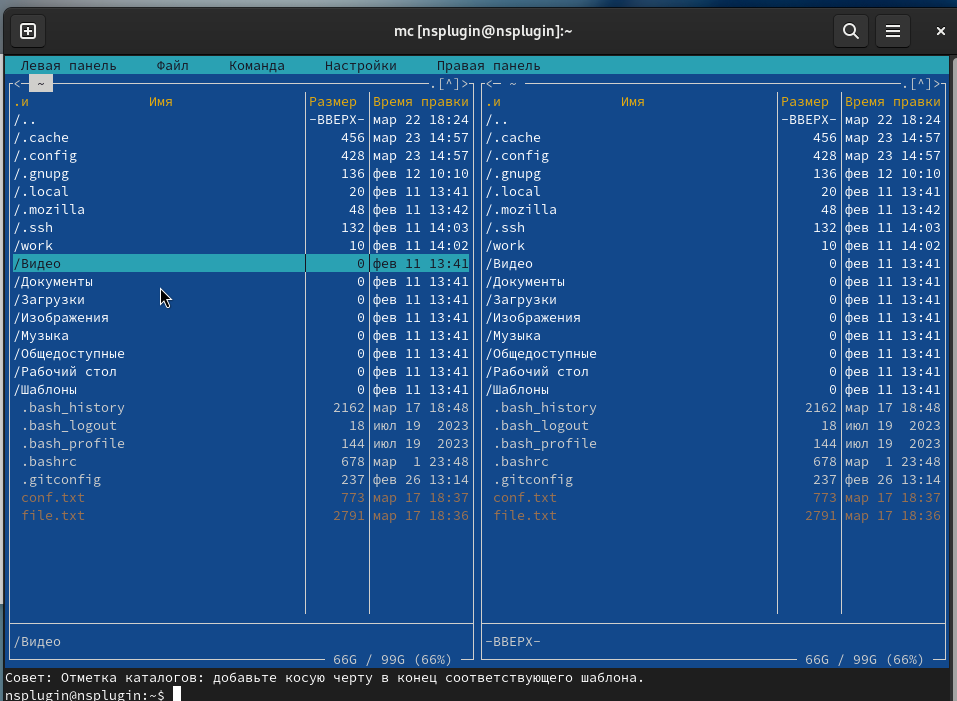 mc [nsplugin@nsplugin]:~
Левая панель Файл Команда Настройки Правая панель
<— ~ .[^]> <— ~ .[^]>
.и Имя Размер Время правки .и Имя Размер Время правки
/.. -ВВЕРХ- мар 22 18:24 /.. -ВВЕРХ- мар 22 18:24
/.cache 456 мар 23 14:57 /.cache 456 мар 23 14:57
/.config 428 мар 23 14:57 /.config 428 мар 23 14:57
/.gnupg 136 фев 12 10:10 /.gnupg 136 фев 12 10:10
/.local 20 фев 11 13:41 /.local 20 фев 11 13:41
/.mozilla 48 фев 11 13:42 /.mozilla 48 фев 11 13:42
/.ssh 132 фев 11 14:03 /.ssh 132 фев 11 14:03
/work 10 фев 11 14:02 /work 10 фев 11 14:02
/Видео 0 фев 11 13:41 /Видео 0 фев 11 13:41
/Документы 0 фев 11 13:41 /Документы 0 фев 11 13:41
/Загрузки 0 фев 11 13:41 /Загрузки 0 фев 11 13:41
/Изображения 0 фев 11 13:41 /Изображения 0 фев 11 13:41
/Музыка 0 фев 11 13:41 /Музыка 0 фев 11 13:41
/Общедоступные 0 фев 11 13:41 /Общедоступные 0 фев 11 13:41
/Рабочий стол 0 фев 11 13:41 /Рабочий стол 0 фев 11 13:41
/Шаблоны 0 фев 11 13:41 /Шаблоны 0 фев 11 13:41
.bash_history 2162 мар 17 18:48 .bash_history 2162 мар 17 18:48
.bash_logout 18 июл 19 2023 .bash_logout 18 июл 19 2023
.bash_profile 144 июл 19 2023 .bash_profile 144 июл 19 2023
.bashrc 678 мар 1 23:48 .bashrc 678 мар 1 23:48
.gitconfig 237 фев 26 13:14 .gitconfig 237 фев 26 13:14
conf.txt 773 мар 17 18:37 conf.txt 773 мар 17 18:37
file.txt 2791 мар 17 18:36 file.txt 2791 мар 17 18:36
/Видео -ВВЕРХ-
66G / 99G (66%) 66G / 99G (66%)
Совет: Отметка каталогов: добавьте косую черту в конец соответствующего шаблона.
nsplugin@nsplugin:~$